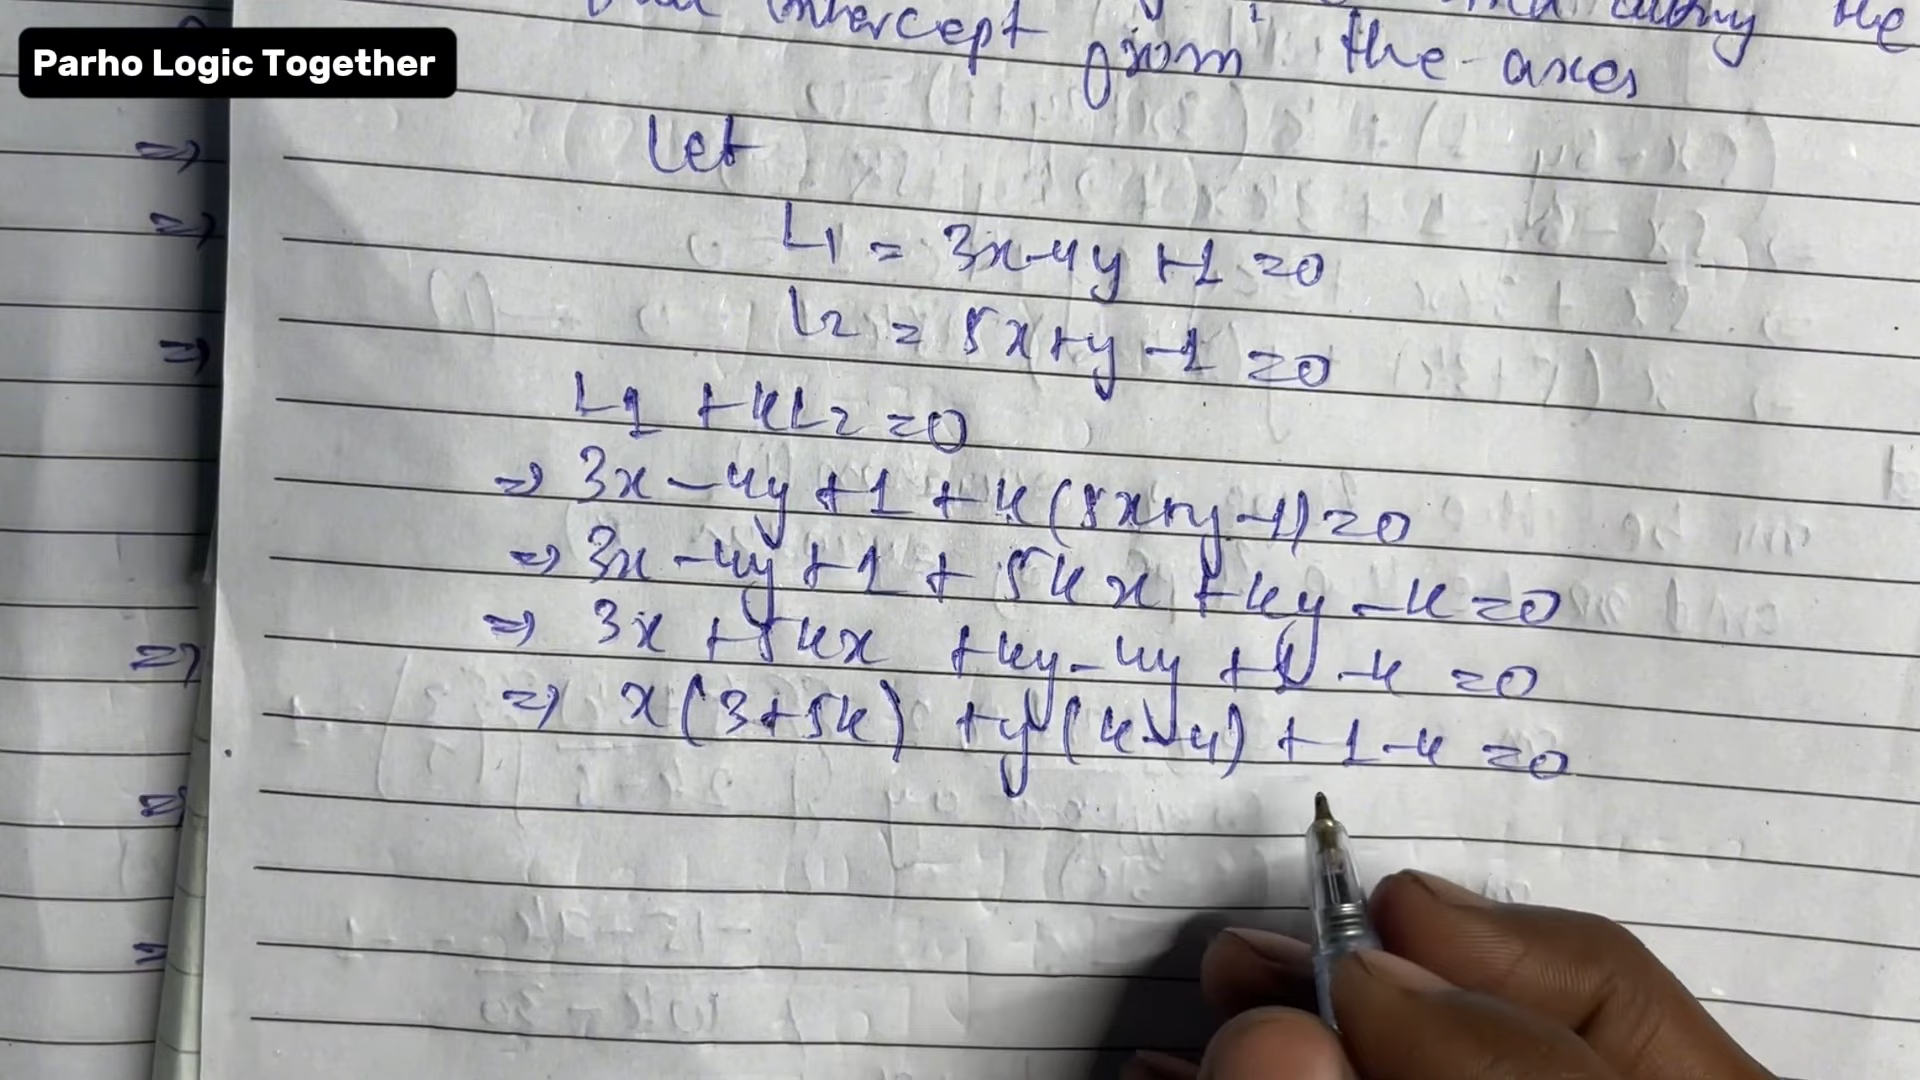 Parho Logic Together
intercept from the axes
Let
L1 = 3x-4y +1 =0
L2 = 5x+y -1 =0
L1 +kL2 =0
=> 3x-4y+1 +k(5x+y-1)=0
=> 3x-4y+1 + 5kx +ky-k=0
=> 3x +5kx +ky-4y +1-k =0
=> x(3+5k) +y(k-4) +1-k =0
=>
=>
=>
=>
=>